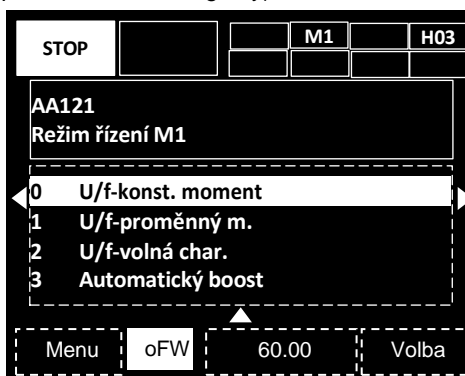 STOP M1 H03
AA121
Režim řízení M1
0 U/f-konst. moment
1 U/f-proměnný m.
2 U/f-volná char.
3 Automatický boost
Menu oFW 60.00 Volba